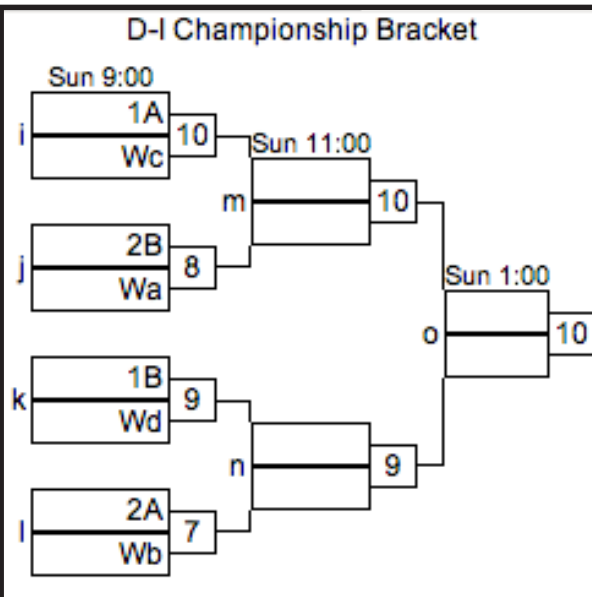 D-I Championship Bracket
Sun 9:00
1A
i
10
Wc
Sun 11:00
m
10
2B
j
8
Wa
Sun 1:00
o
10
1B
k
9
Wd
n
9
2A
l
7
Wb